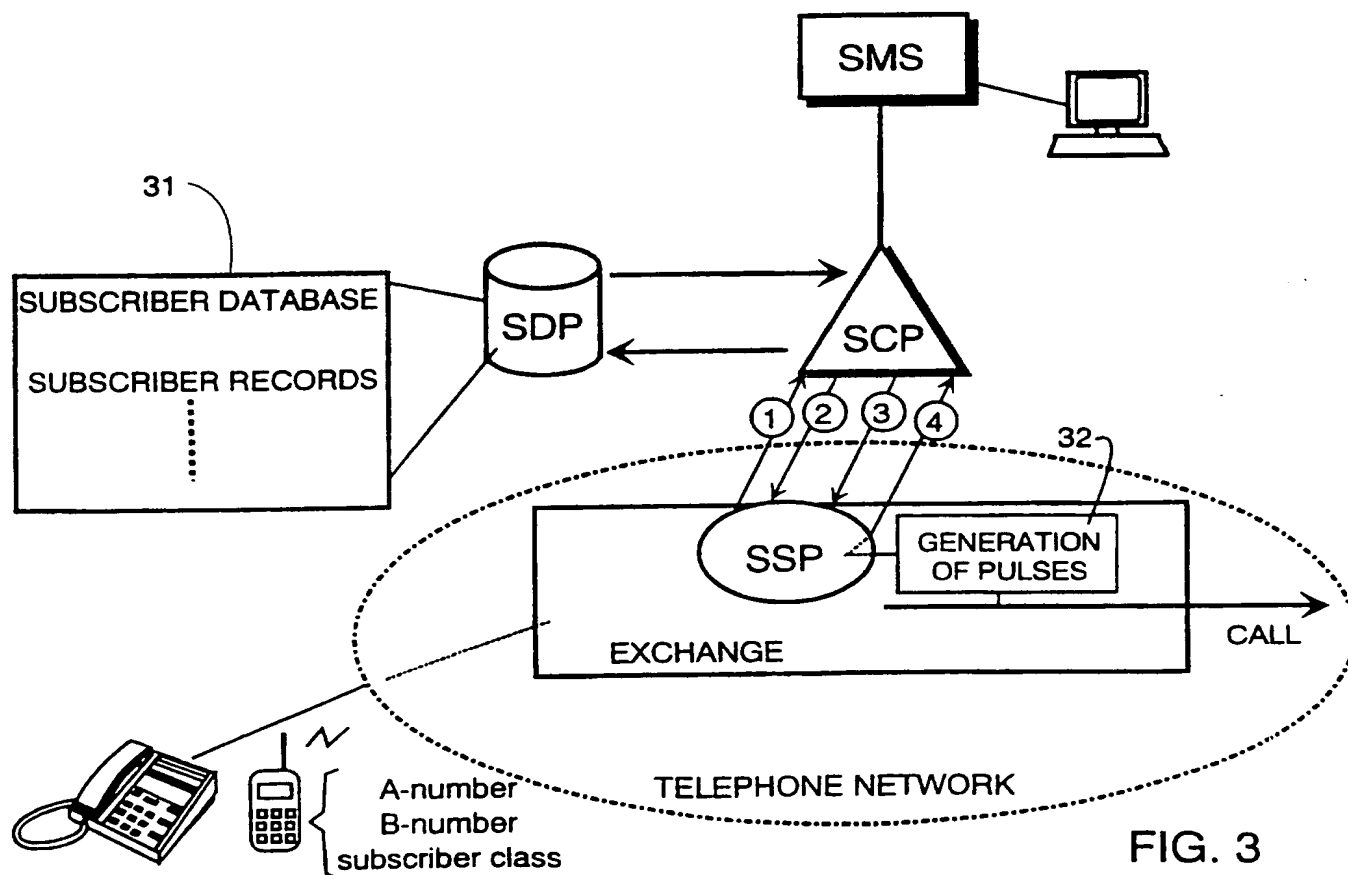 SMS
31
SUBSCRIBER DATABASE
SUBSCRIBER RECORDS
SDP
SCP
1
2
3
4
32
SSP
GENERATION
OF PULSES
CALL
EXCHANGE
TELEPHONE NETWORK
A-number
B-number
subscriber class
FIG. 3